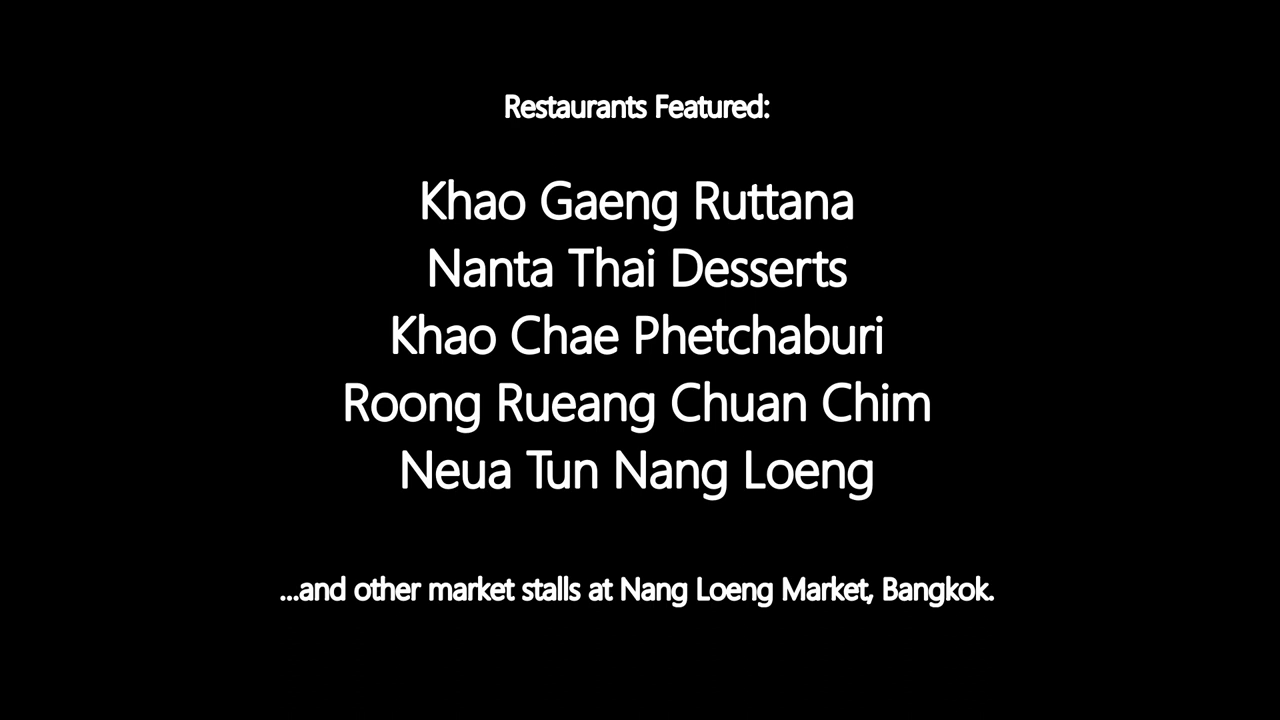 Restaurants Featured:
Khao Gaeng Ruttana
Nanta Thai Desserts
Khao Chae Phetchaburi
Roong Rueang Chuan Chim
Neua Tun Nang Loeng
...and other market stalls at Nang Loeng Market, Bangkok.